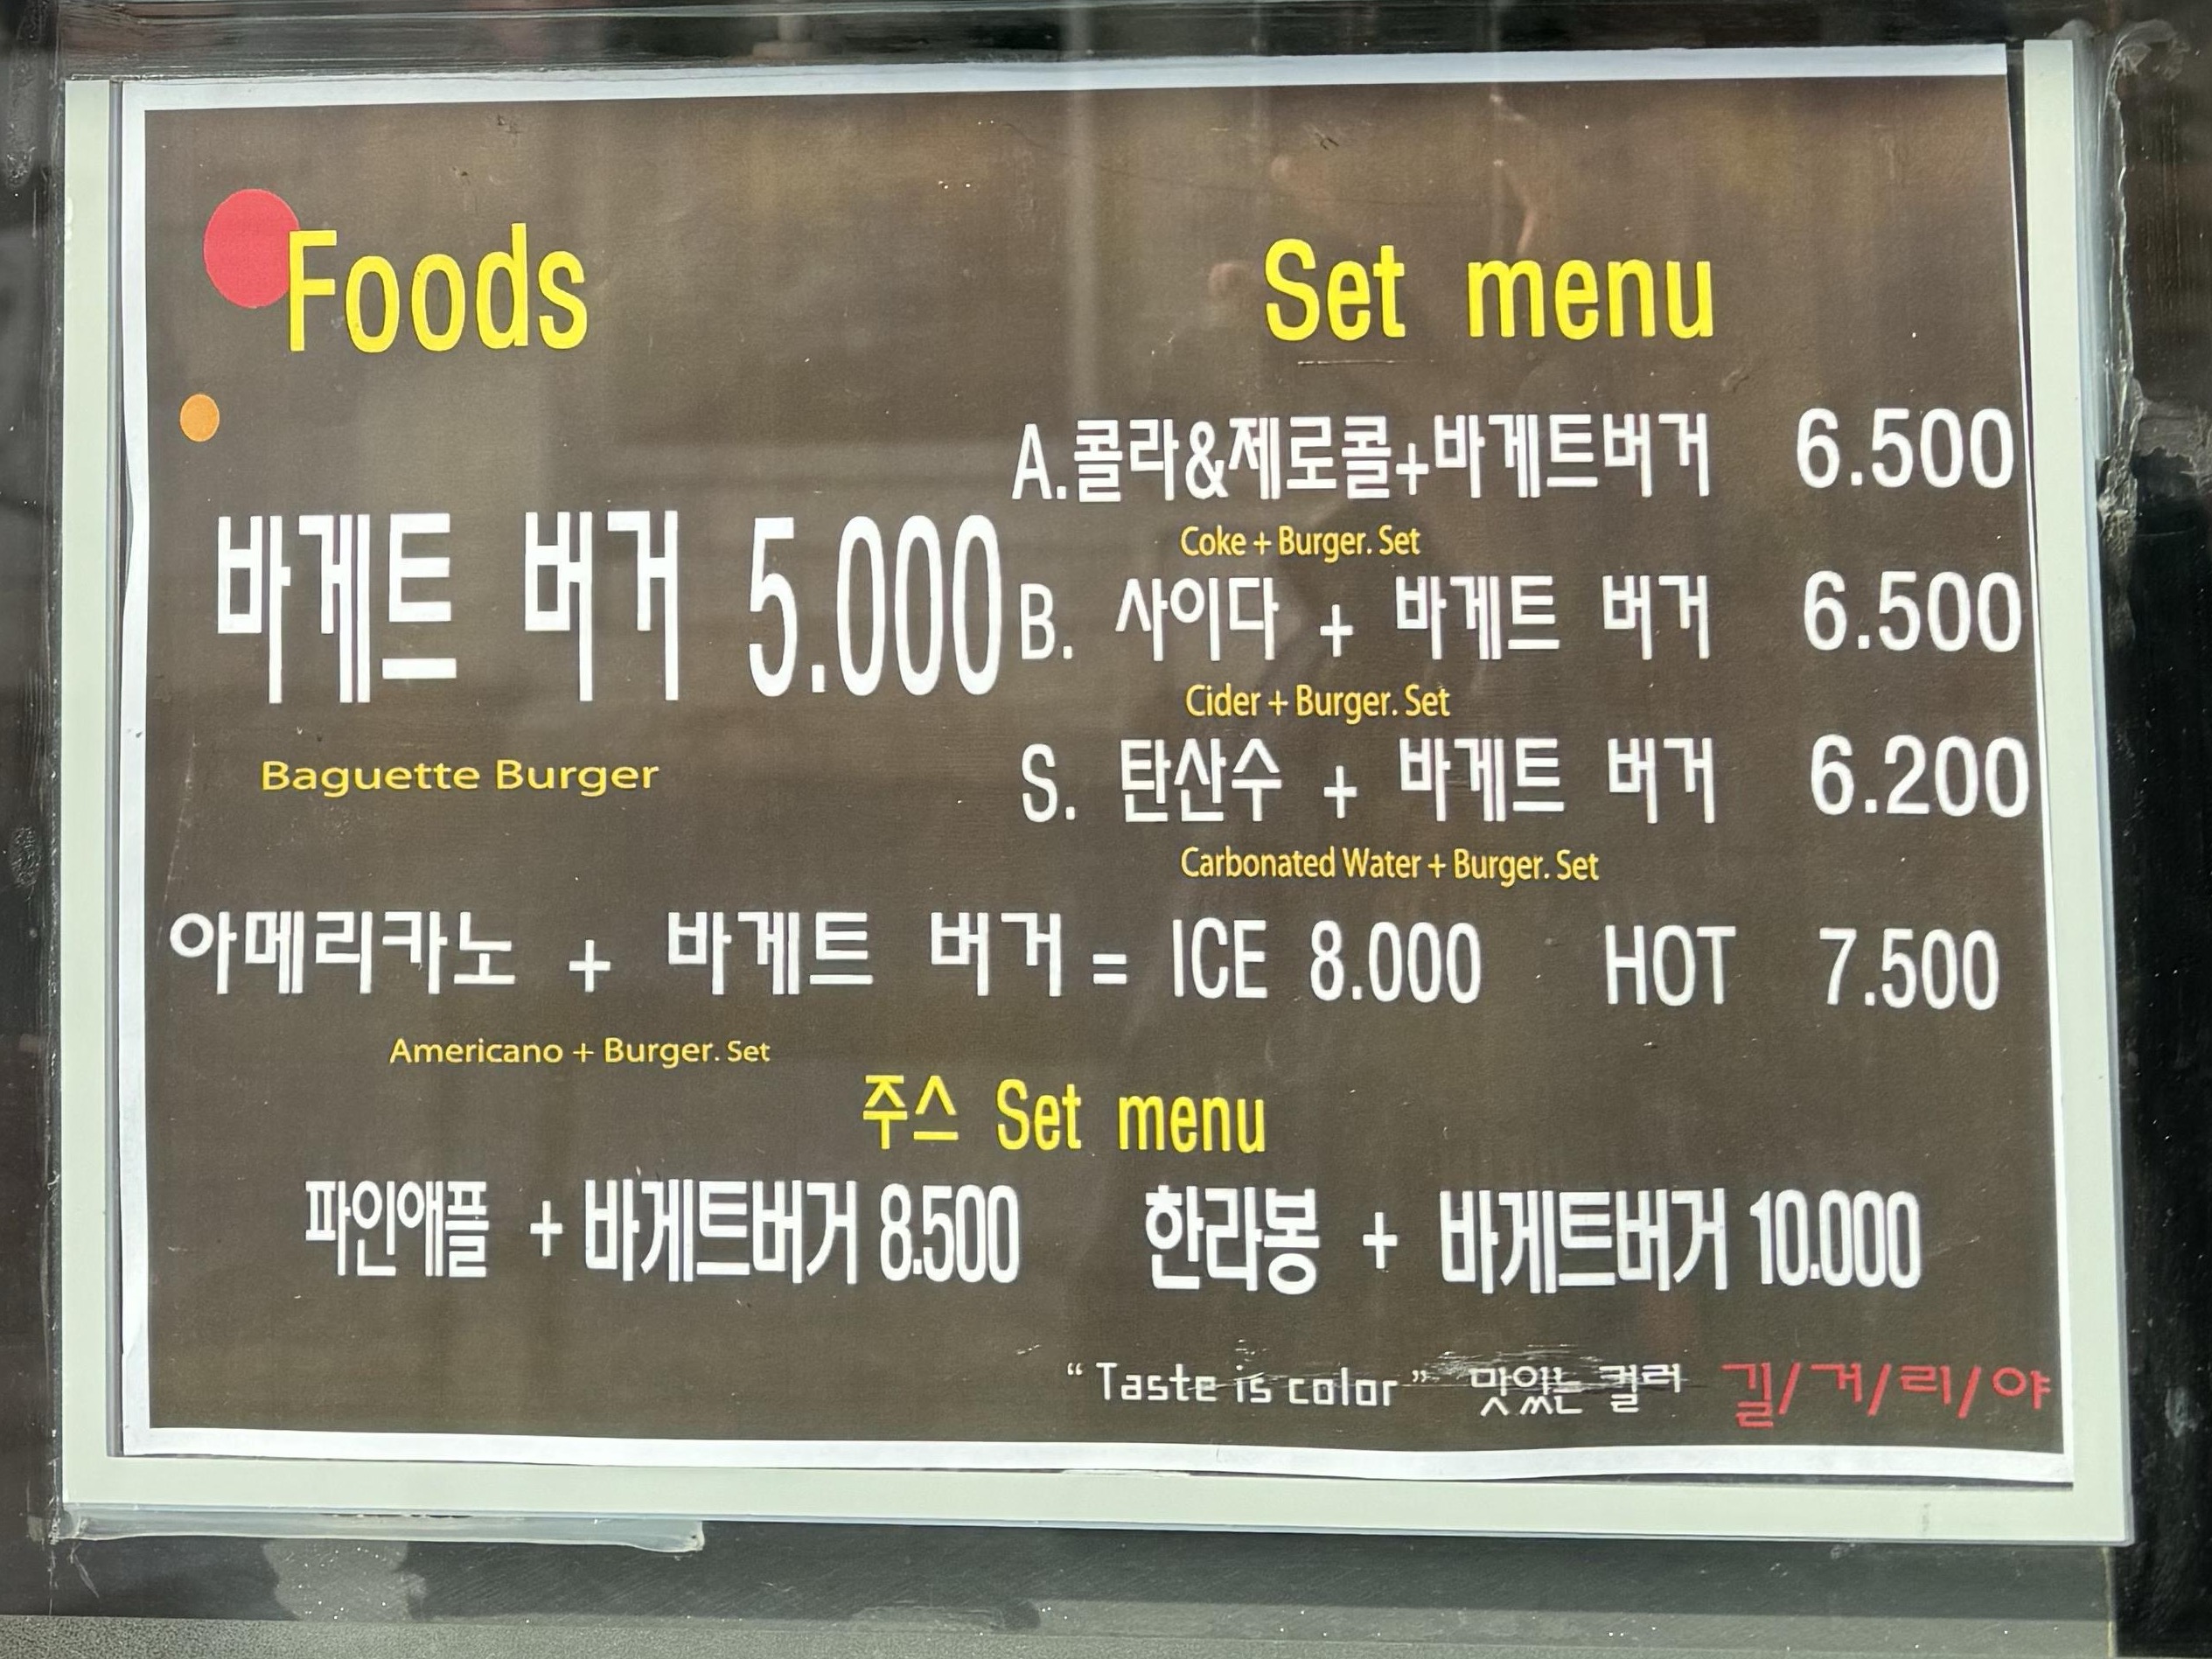 Foods
Set menu
바게트 버거 5.000
Baguette Burger
A.콜라&제로콜+바게트버거 6.500
Coke + Burger. Set
B. 사이다 + 바게트 버거 6.500
Cider + Burger. Set
S. 탄산수 + 바게트 버거 6.200
Carbonated Water + Burger. Set
아메리카노 + 바게트 버거 = ICE 8.000 HOT 7.500
Americano + Burger. Set
주스 Set menu
파인애플 + 바게트버거 8.500 한라봉 + 바게트버거 10.000
“ Taste is color ” 맛있는 컬러 길/거/리/야